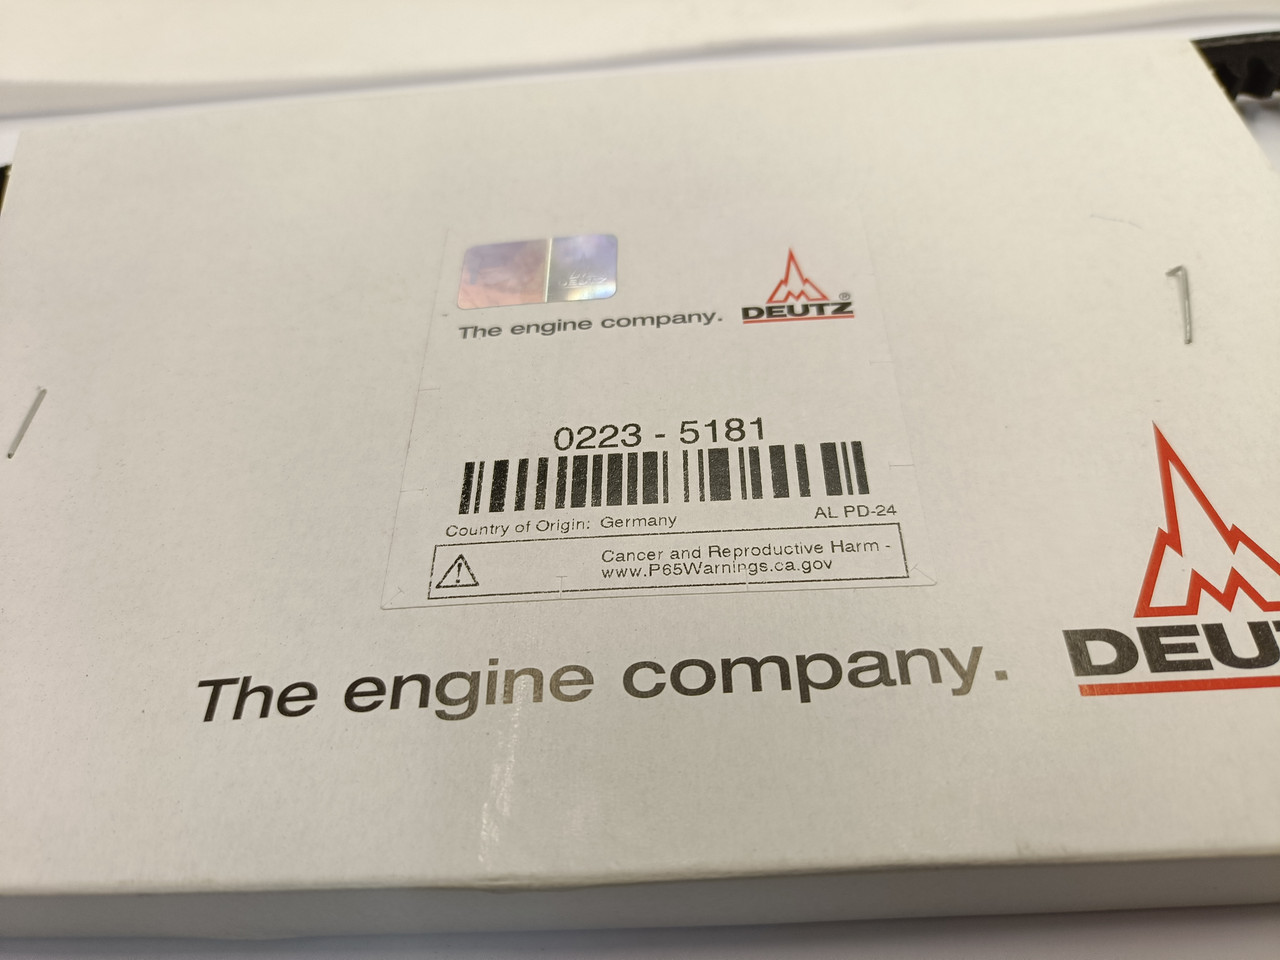 The engine company.
DEUTZ®
0223 - 5181
Country of Origin: Germany
AL PD-24
Cancer and Reproductive Harm -
www.P65Warnings.ca.gov
The engine company.
DEU